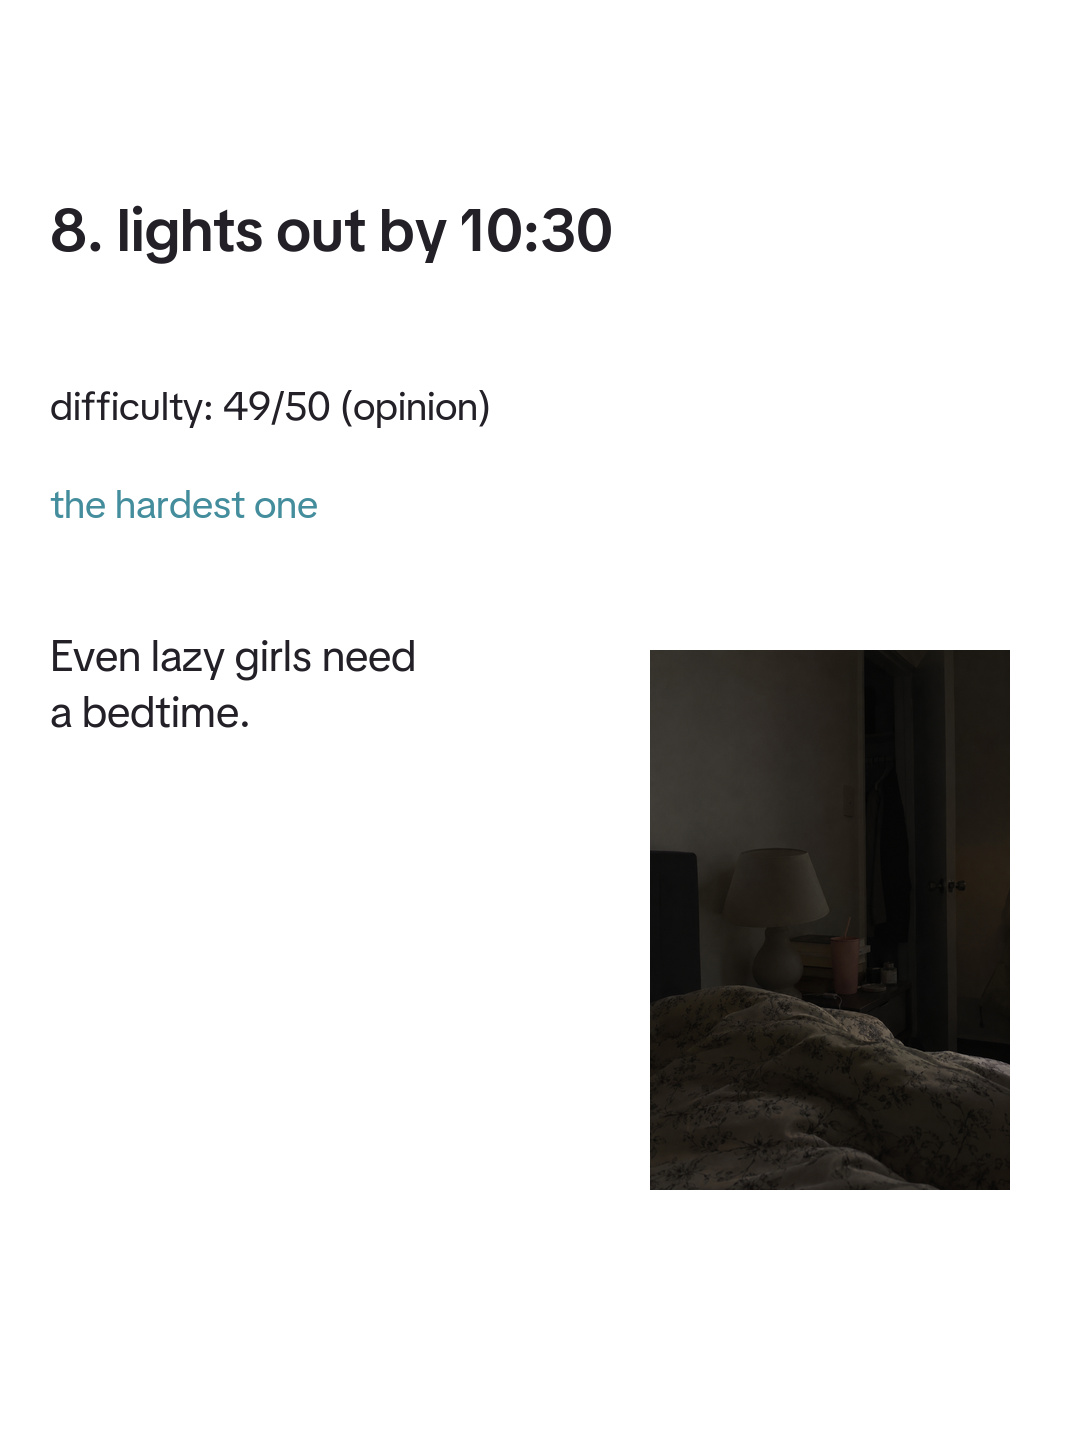 8. lights out by 10:30
difficulty: 49/50 (opinion)
the hardest one
Even lazy girls need
a bedtime.